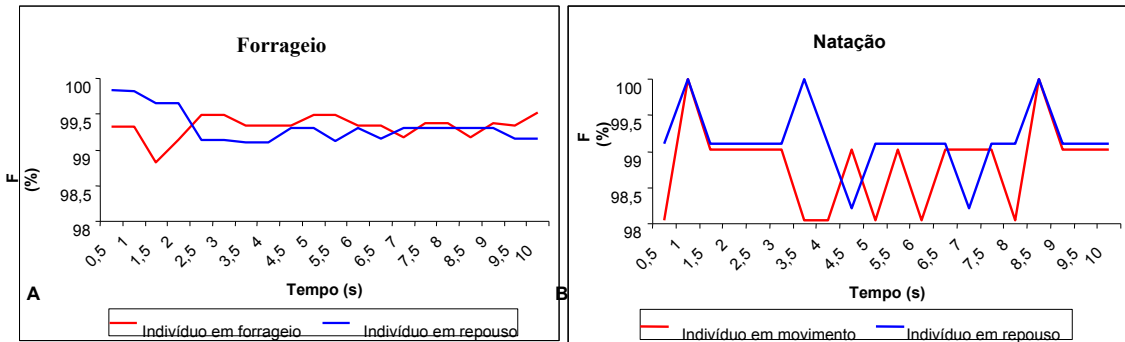 Forrageio
100
99,5
99
98,5
98
F
(%)
0,5 1 1,5 2 2,5 3 3,5 4 4,5 5 5,5 6 6,5 7 7,5 8 8,5 9 9,5 10
Tempo (s)
A
Indivíduo em forrageio Indivíduo em repouso
Natação
100
99,5
99
98,5
98
F
(%)
0,5 1 1,5 2 2,5 3 3,5 4 4,5 5 5,5 6 6,5 7 7,5 8 8,5 9 9,5 10
Tempo (s)
B
Indivíduo em movimento Indivíduo em repouso